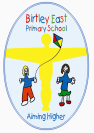 Birtley East
Primary School
Aiming Higher